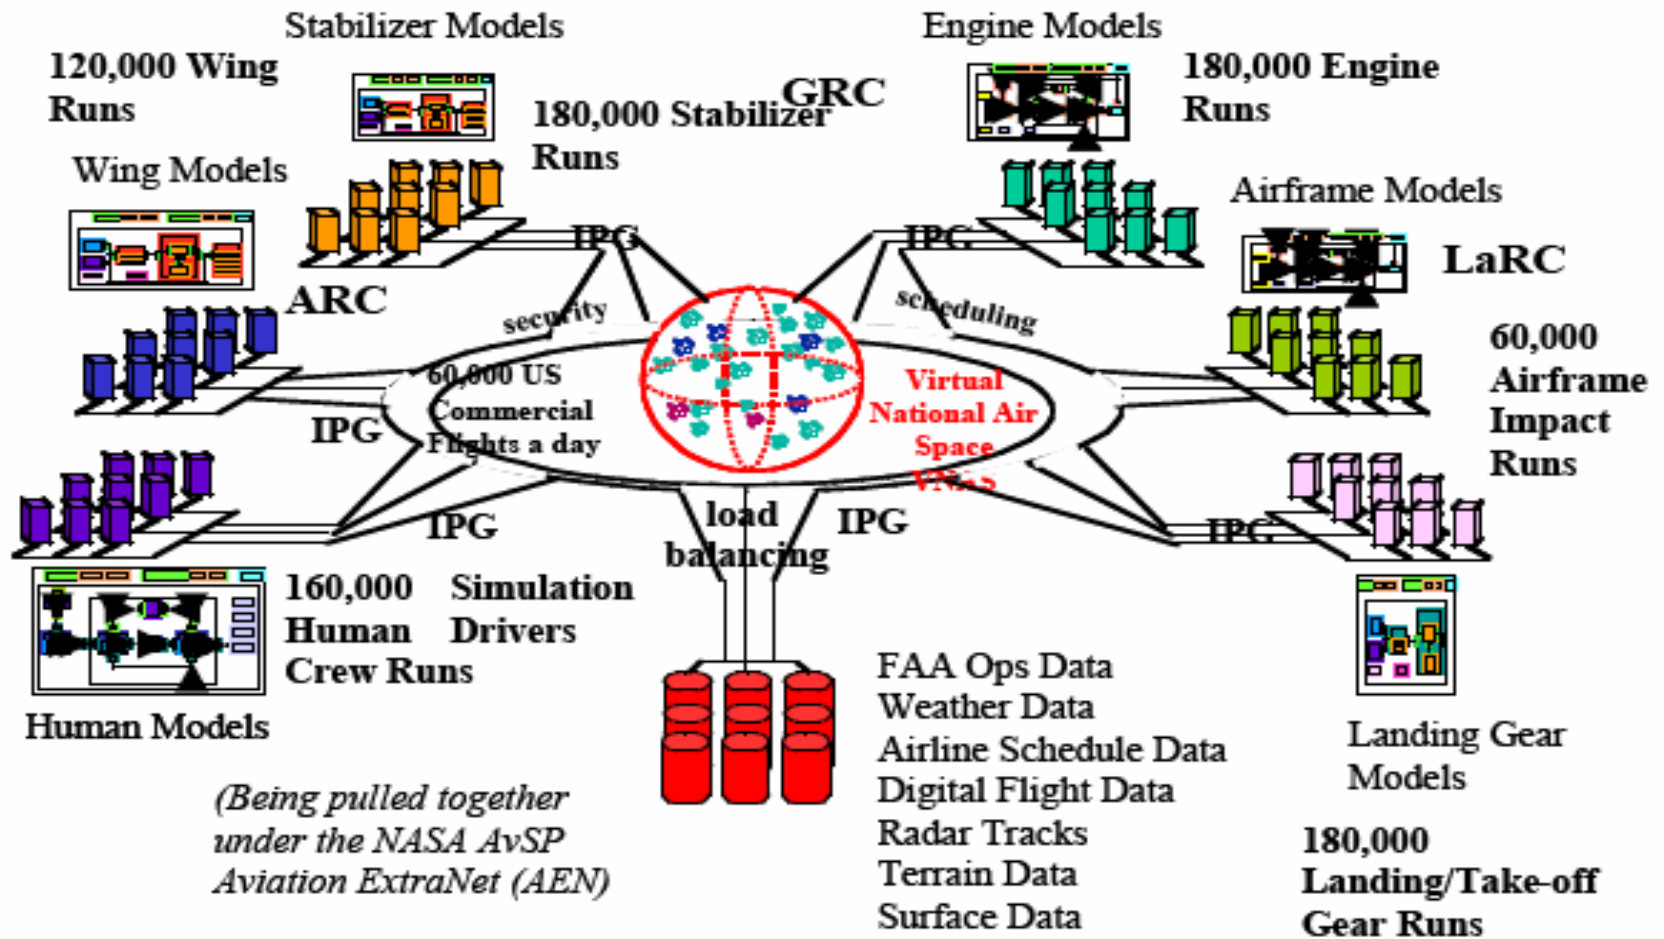 Stabilizer Models
Engine Models
120,000 Wing
Runs
180,000 Stabilizer
Runs
GRC
180,000 Engine
Runs
Wing Models
Airframe Models
LaRC
ARC
IPG
IPG
security
scheduling
60,000 US
Commercial
Flights a day
Virtual
National Air
Space
VNAS
60,000
Airframe
Impact
Runs
IPG
IPG
load
balancing
IPG
IPG
160,000 Simulation
Human Drivers
Crew Runs
Human Models
FAA Ops Data
Weather Data
Airline Schedule Data
Digital Flight Data
Radar Tracks
Terrain Data
Surface Data
Landing Gear
Models
(Being pulled together
under the NASA AvSP
Aviation ExtraNet (AEN)
180,000
Landing/Take-off
Gear Runs